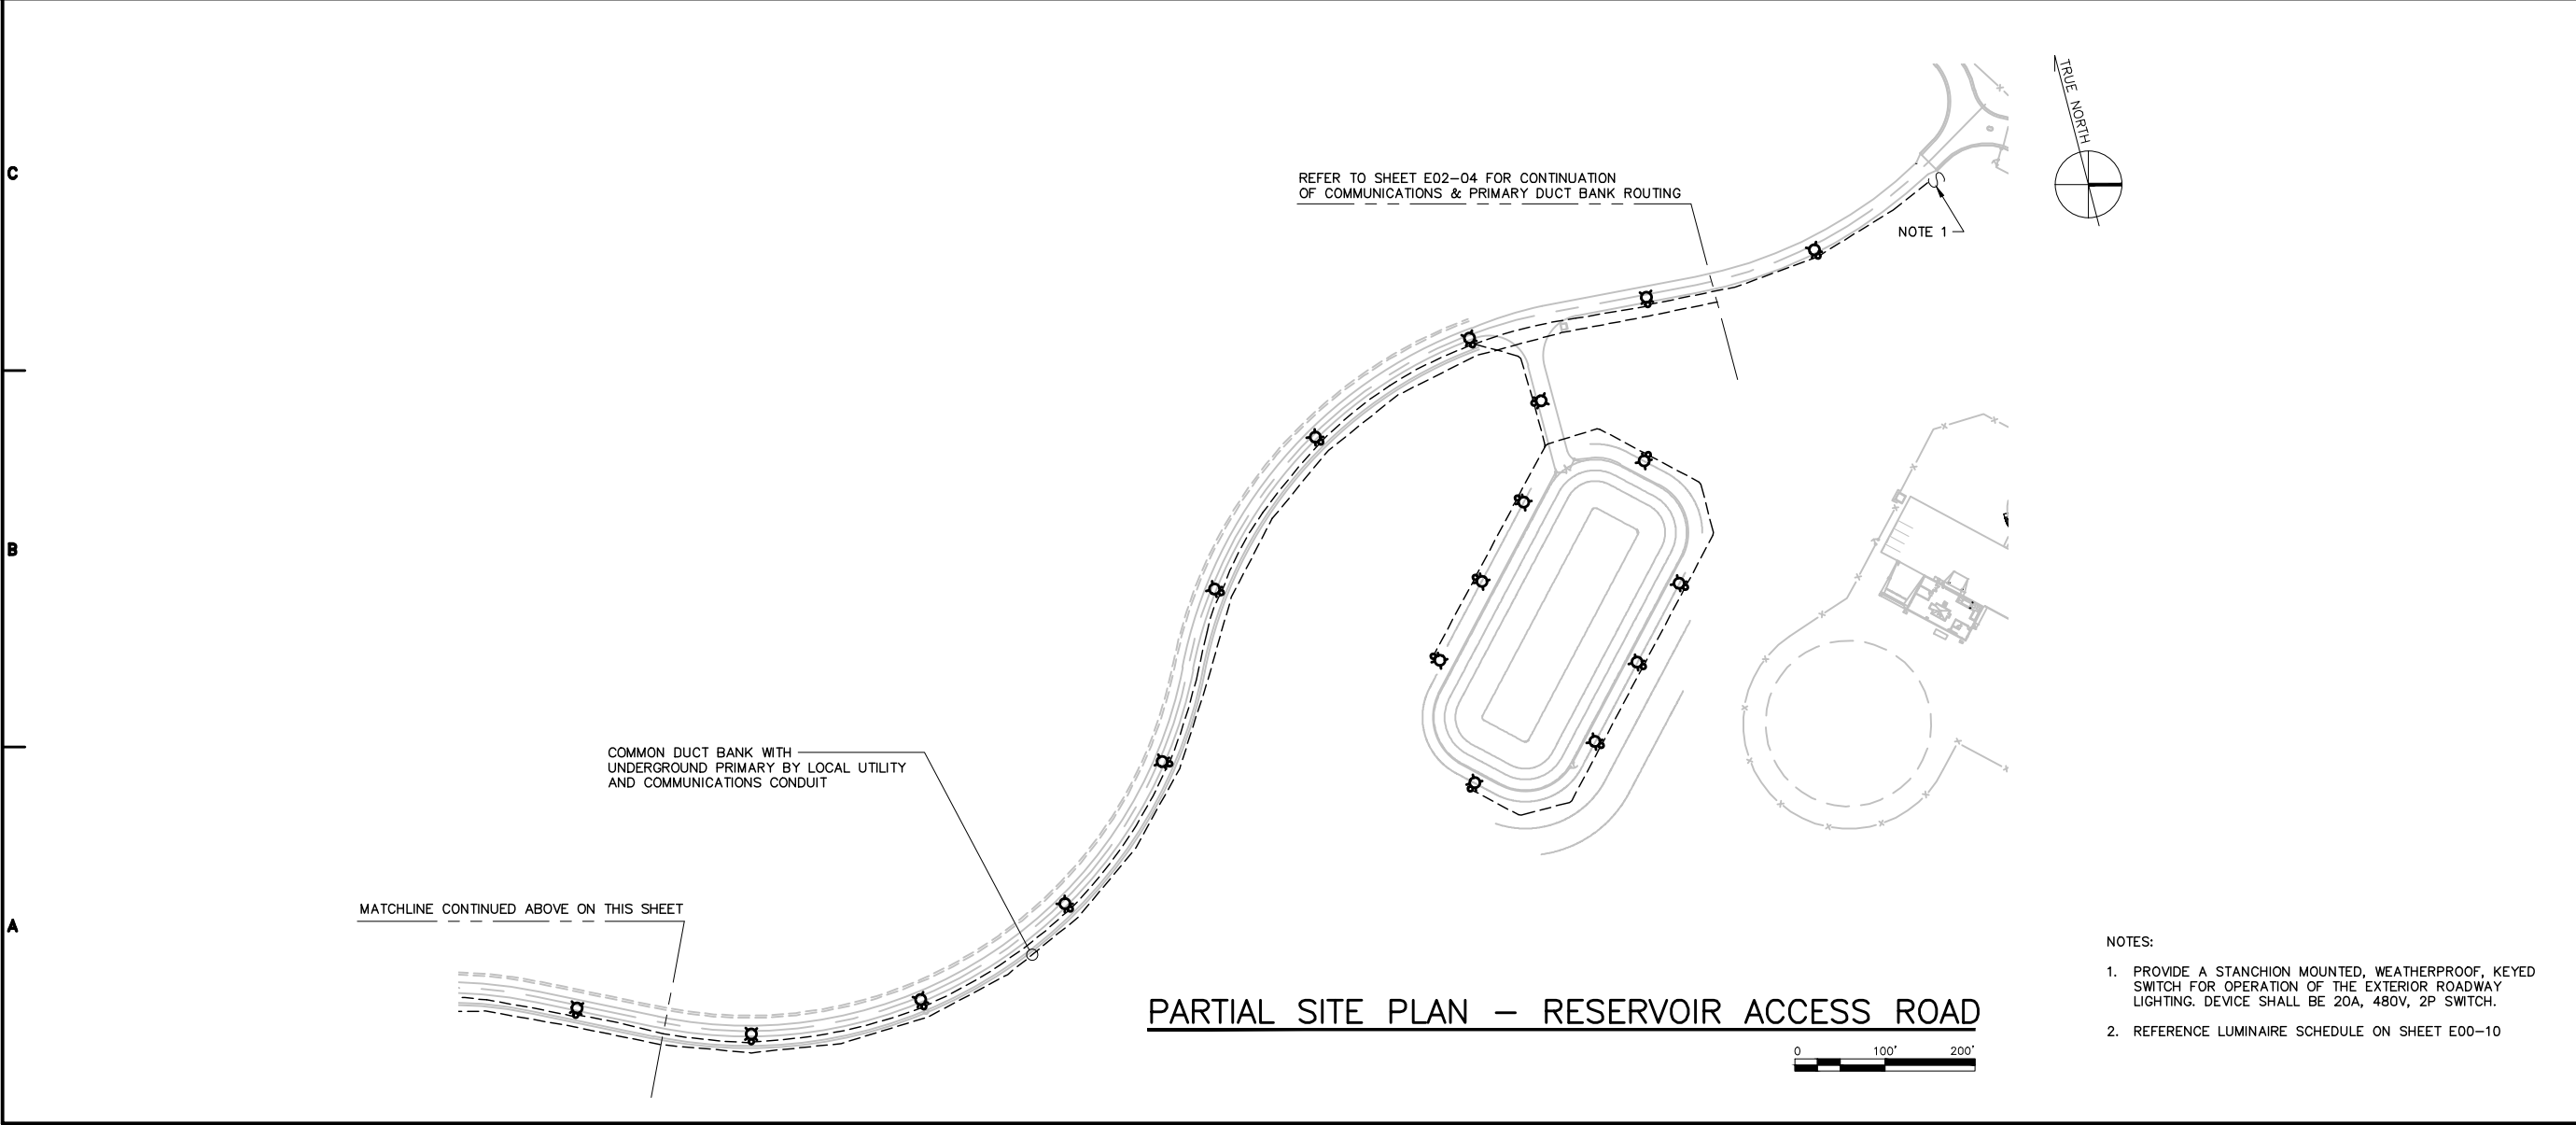 TRUE NORTH
C
REFER TO SHEET E02-04 FOR CONTINUATION
OF COMMUNICATIONS & PRIMARY DUCT BANK ROUTING
NOTE 1
B
COMMON DUCT BANK WITH
UNDERGROUND PRIMARY BY LOCAL UTILITY
AND COMMUNICATIONS CONDUIT
MATCHLINE CONTINUED ABOVE ON THIS SHEET
A
PARTIAL SITE PLAN - RESERVOIR ACCESS ROAD
0 100' 200'
NOTES:
1. PROVIDE A STANCHION MOUNTED, WEATHERPROOF, KEYED
SWITCH FOR OPERATION OF THE EXTERIOR ROADWAY
LIGHTING. DEVICE SHALL BE 20A, 480V, 2P SWITCH.
2. REFERENCE LUMINAIRE SCHEDULE ON SHEET E00-10